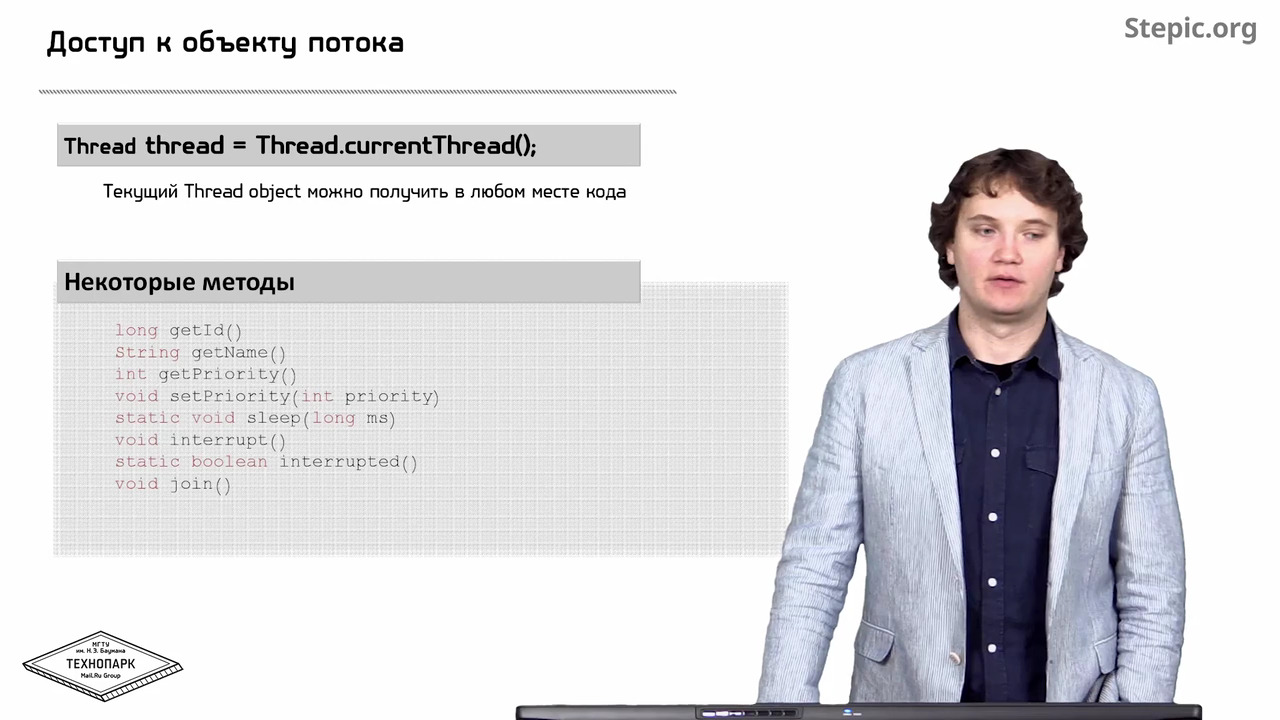 Доступ к объекту потока
Stepic.org
Thread thread = Thread.currentThread();
Текущий Thread object можно получить в любом месте кода
Некоторые методы
long getId()
String getName()
int getPriority()
void setPriority(int priority)
static void sleep(long ms)
void interrupt()
static boolean interrupted()
void join()
МГТУ
им. Н.Э. Баумана
ТЕХНОПАРК
Mail.Ru Group